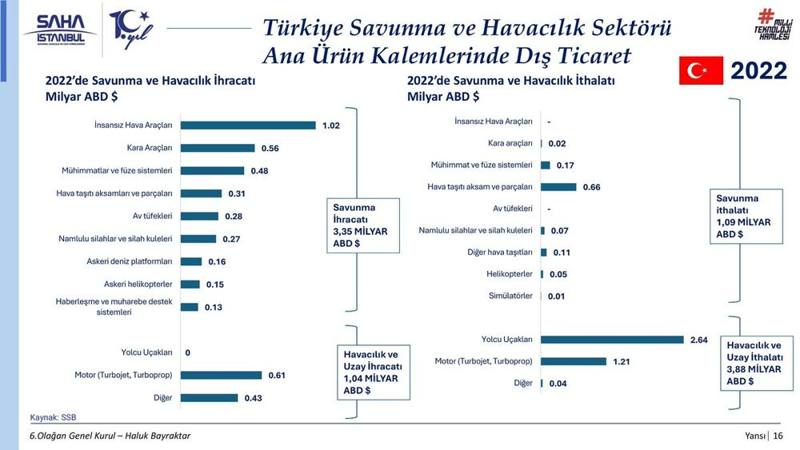 SAHA
İSTANBUL
10.yıl
Türkiye Savunma ve Havacılık Sektörü
Ana Ürün Kalemlerinde Dış Ticaret
#MİLLİ
TEKNOLOJİ
HAMLESİ
2022
2022’de Savunma ve Havacılık İhracatı
Milyar ABD $
İnsansız Hava Araçları 1.02
Kara Araçları 0.56
Mühimmatlar ve füze sistemleri 0.48
Hava taşıtı aksamları ve parçaları 0.31
Av tüfekleri 0.28
Namlulu silahlar ve silah kuleleri 0.27
Askeri deniz platformları 0.16
Askeri helikopterler 0.15
Haberleşme ve muharebe destek
sistemleri 0.13
Savunma
İhracatı
3,35 MİLYAR
ABD $
Yolcu Uçakları 0
Motor (Turbojet, Turboprop) 0.61
Diğer 0.43
Havacılık ve
Uzay İhracatı
1,04 MİLYAR
ABD $
2022’de Savunma ve Havacılık İthalatı
Milyar ABD $
İnsansız Hava Araçları -
Kara araçları 0.02
Mühimmat ve füze sistemleri 0.17
Hava taşıtı aksam ve parçaları 0.66
Av tüfekleri -
Namlulu silahlar ve silah kuleleri 0.07
Diğer hava taşıtları 0.11
Helikopterler 0.05
Simülatörler 0.01
Savunma
ithalatı
1,09 MİLYAR
ABD $
Yolcu Uçakları 2.64
Motor (Turbojet, Turboprop) 1.21
Diğer 0.04
Havacılık ve
Uzay İthalatı
3,88 MİLYAR
ABD $
Kaynak: SSB
6.Olağan Genel Kurul – Haluk Bayraktar
Yansı | 16